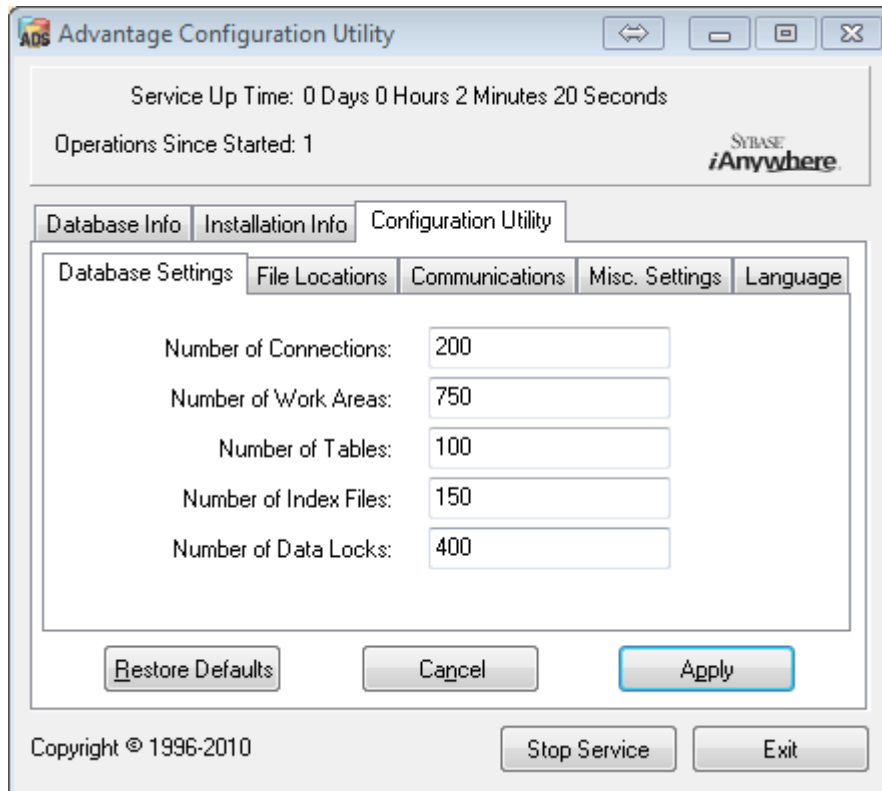 ADS Advantage Configuration Utility
Service Up Time: 0 Days 0 Hours 2 Minutes 20 Seconds
Operations Since Started: 1
SYBASE
iAnywhere.
Database Info Installation Info Configuration Utility
Database Settings File Locations Communications Misc. Settings Language
Number of Connections: 200
Number of Work Areas: 750
Number of Tables: 100
Number of Index Files: 150
Number of Data Locks: 400
Restore Defaults Cancel Apply
Copyright © 1996-2010 Stop Service Exit